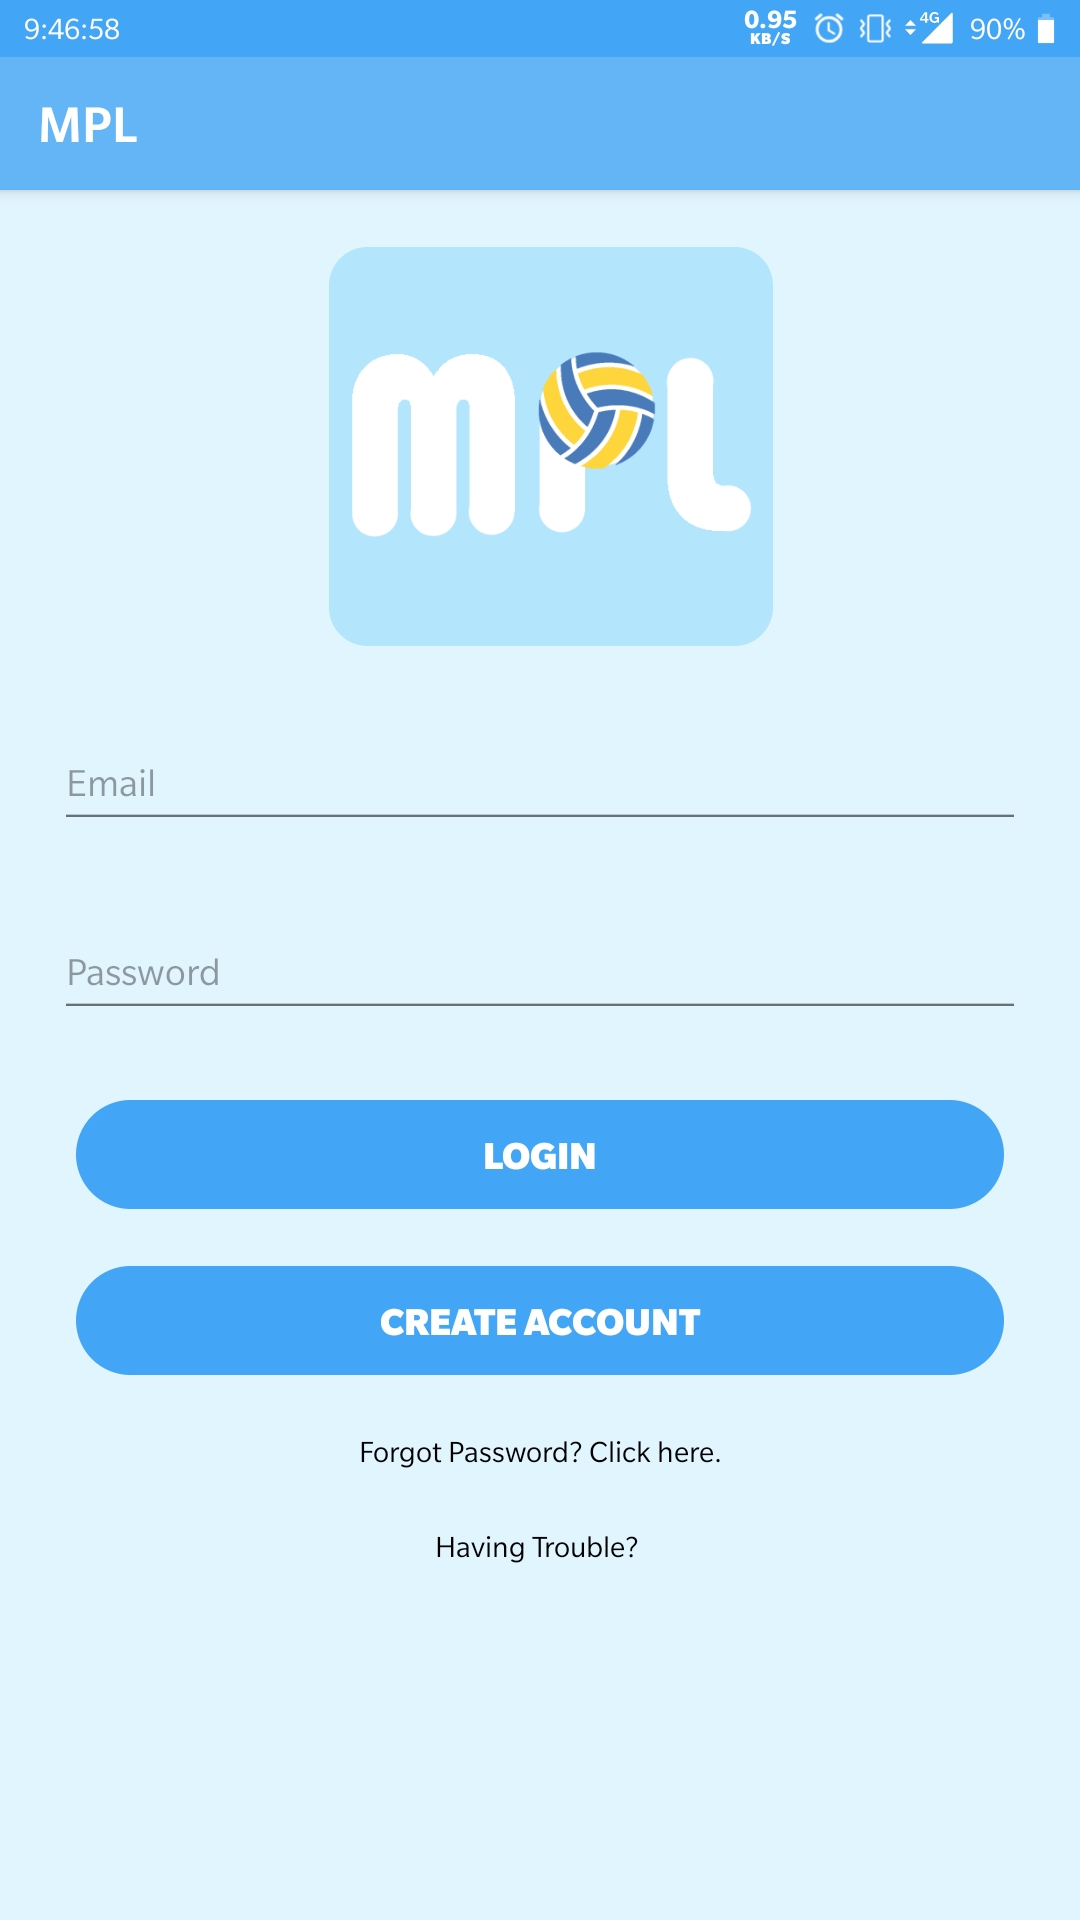 9:46:58 0.95 KB/S 4G 90%
MPL
MPL
Email
Password
LOGIN
CREATE ACCOUNT
Forgot Password? Click here.
Having Trouble?